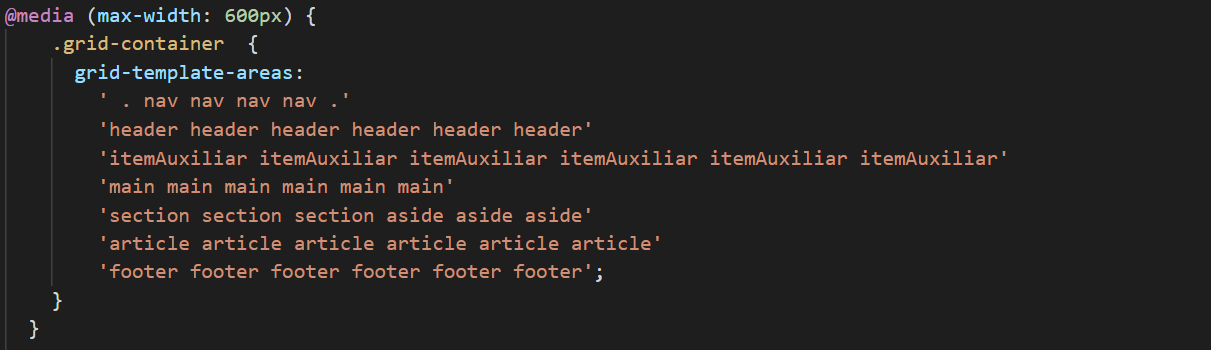 @media (max-width: 600px) {
.grid-container  {
grid-template-areas:
' . nav nav nav nav .'
'header header header header header header'
'itemAuxiliar itemAuxiliar itemAuxiliar itemAuxiliar itemAuxiliar itemAuxiliar'
'main main main main main main'
'section section section aside aside aside'
'article article article article article article'
'footer footer footer footer footer footer';
}
}